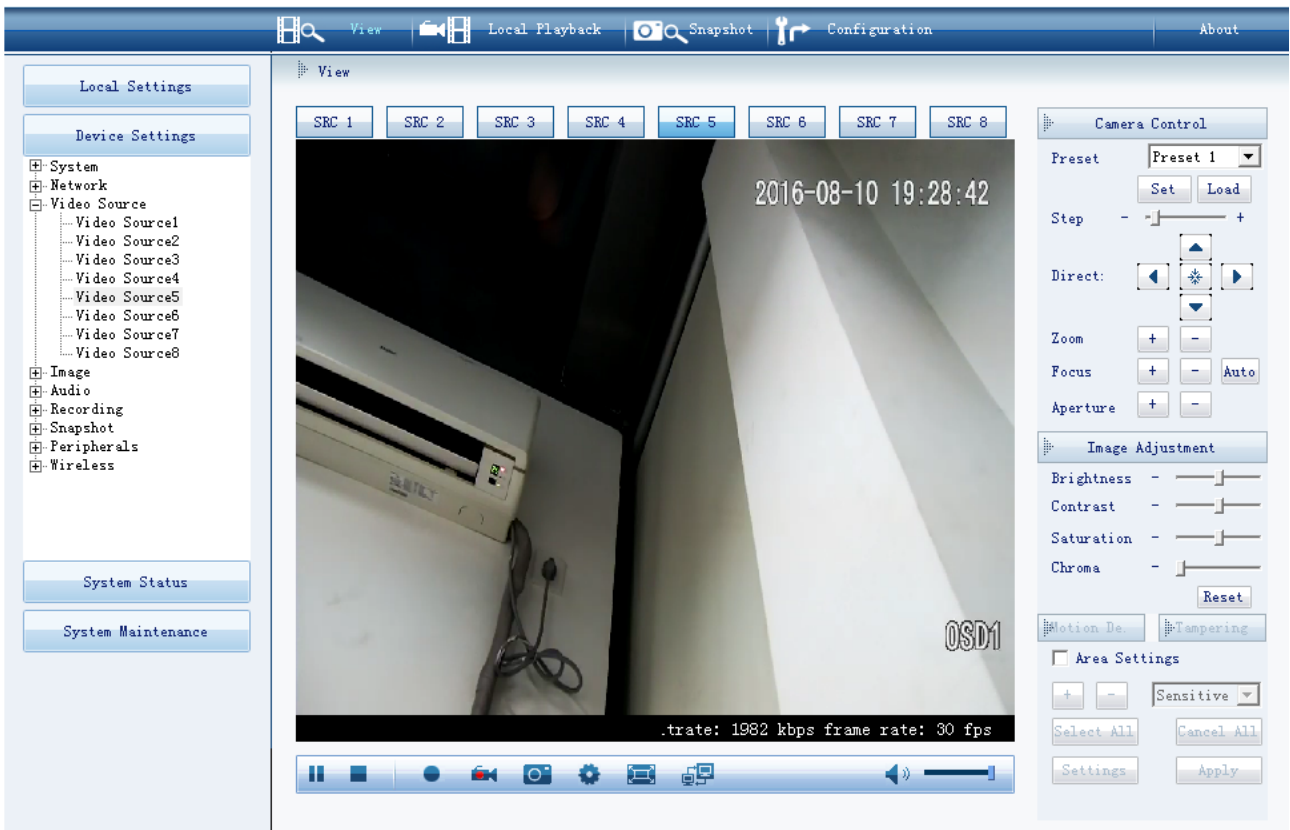 View Local Playback Snapshot Configuration About
Local Settings
Device Settings
System
Network
Video Source
Video Source1
Video Source2
Video Source3
Video Source4
Video Source5
Video Source6
Video Source7
Video Source8
Image
Audio
Recording
Snapshot
Peripherals
Wireless
System Status
System Maintenance
View
SRC 1 SRC 2 SRC 3 SRC 4 SRC 5 SRC 6 SRC 7 SRC 8
2016-08-10 19:28:42
OSD1
.trate: 1982 kbps frame rate: 30 fps
Camera Control
Preset Preset 1
Set Load
Step - +
Direct:
Zoom + -
Focus + - Auto
Aperture + -
Image Adjustment
Brightness -
Contrast -
Saturation -
Chroma -
Reset
Motion De. Tampering
Area Settings
+ - Sensitive
Select All Cancel All
Settings Apply